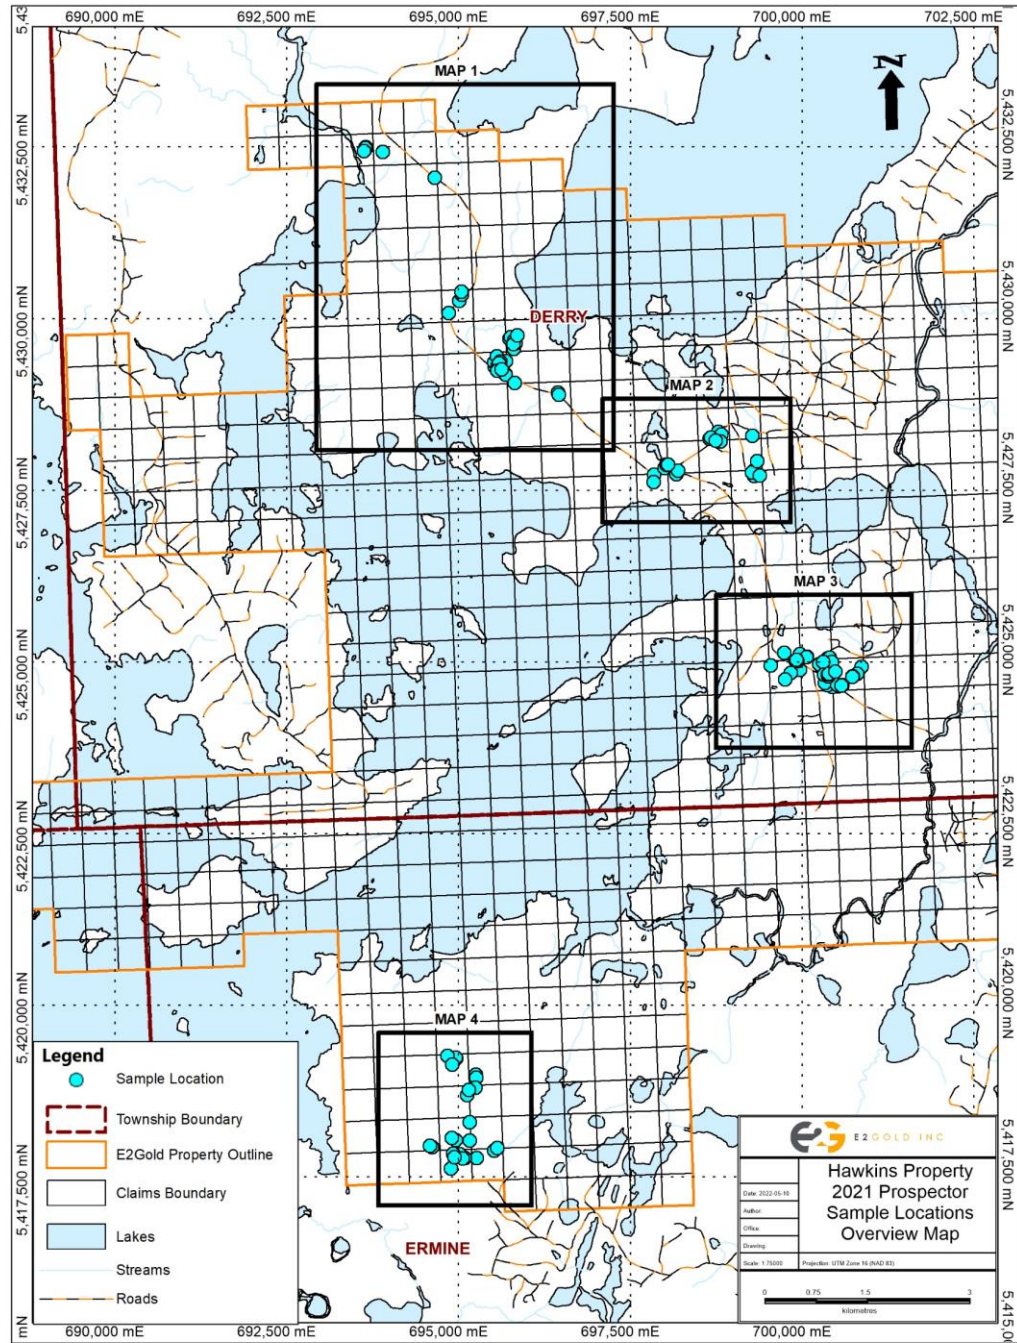 690,000 mE
692,500 mE
695,000 mE
697,500 mE
700,000 mE
702,500 mE
5,43
5,432,500 mN
5,430,000 mN
5,427,500 mN
5,425,000 mN
5,422,500 mN
5,420,000 mN
5,417,500 mN
mN
N
MAP 1
DERRY
MAP 2
MAP 3
MAP 4
ERMINE
5,432,500 mN
5,430,000 mN
5,427,500 mN
5,425,000 mN
5,422,500 mN
5,420,000 mN
5,417,500 mN
5,415,0
Legend
Sample Location
Township Boundary
E2Gold Property Outline
Claims Boundary
Lakes
Streams
Roads
E2GOLD INC
Hawkins Property
2021 Prospector
Sample Locations
Overview Map
Date: 2022-05-10
Author:
Office:
Drawing:
Scale: 1:75000
Projection: UTM Zone 16 (NAD 83)
0 0.75 1.5 3
kilometres
690,000 mE
692,500 mE
695,000 mE
697,500 mE
700,000 mE